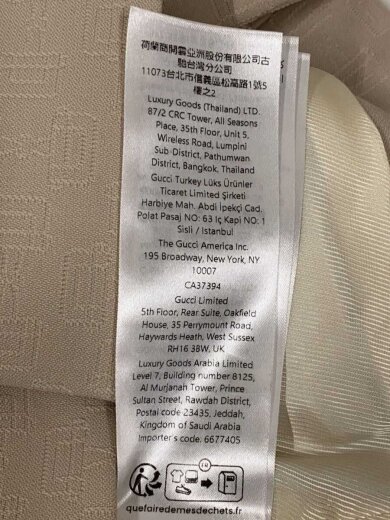 荷蘭商開雲亞洲股份有限公司古
馳台灣分公司
11073台北市信義區松高路1號5
樓之2
Luxury Goods (Thailand) LTD.
87/2 CRC Tower, All Seasons
Place, 35th Floor, Unit 5,
Wireless Road, Lumpini
Sub-District, Pathumwan
District, Bangkok, Thailand
Gucci Turkey Lüks Ürünler
Ticaret Limited Şirketi
Harbiye Mah. Abdi İpekçi Cad.
Polat Pasaj NO: 63 İç Kapi NO: 1
Sisli / Istanbul
The Gucci America Inc.
195 Broadway, New York, NY
10007
CA37394
Gucci Limited
5th Floor, Rear Suite, Oakfield
House, 35 Perrymount Road,
Haywards Heath, West Sussex
RH16 3BW, UK
Luxury Goods Arabia Limited
Level 7, Building number 8125,
Al Murjanah Tower, Prince
Sultan Street, Rawdah District,
Postal code 23435, Jeddah,
Kingdom of Saudi Arabia
Importer's code: 6677405
FR
quefairedemesdechets.fr